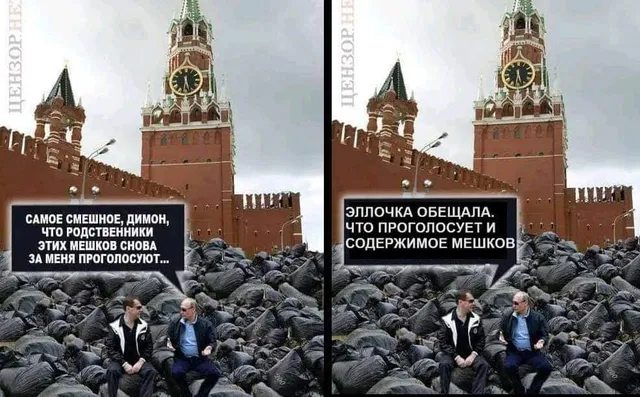 ЦЕНЗОР.НЕТ
САМОЕ СМЕШНОЕ, ДИМОН,
ЧТО РОДСТВЕННИКИ
ЭТИХ МЕШКОВ СНОВА
ЗА МЕНЯ ПРОГОЛОСУЮТ...
ЦЕНЗОР.НЕ
ЭЛЛОЧКА ОБЕЩАЛА.
ЧТО ПРОГОЛОСУЕТ И
СОДЕРЖИМОЕ МЕШКОВ